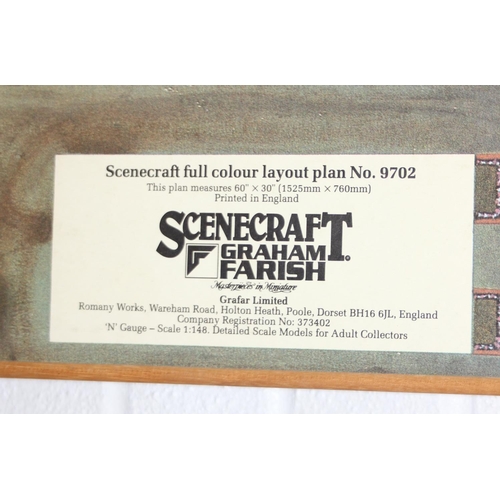 Scenecraft full colour layout plan No. 9702
This plan measures 60" × 30" (1525mm × 760mm)
Printed in England
SCENECRAFT.
GRAHAM
FARISH
Masterpieces in Miniature
Grafar Limited
Romany Works, Wareham Road, Holton Heath, Poole, Dorset BH16 6JL, England
Company Registration No: 373402
'N' Gauge – Scale 1:148. Detailed Scale Models for Adult Collectors